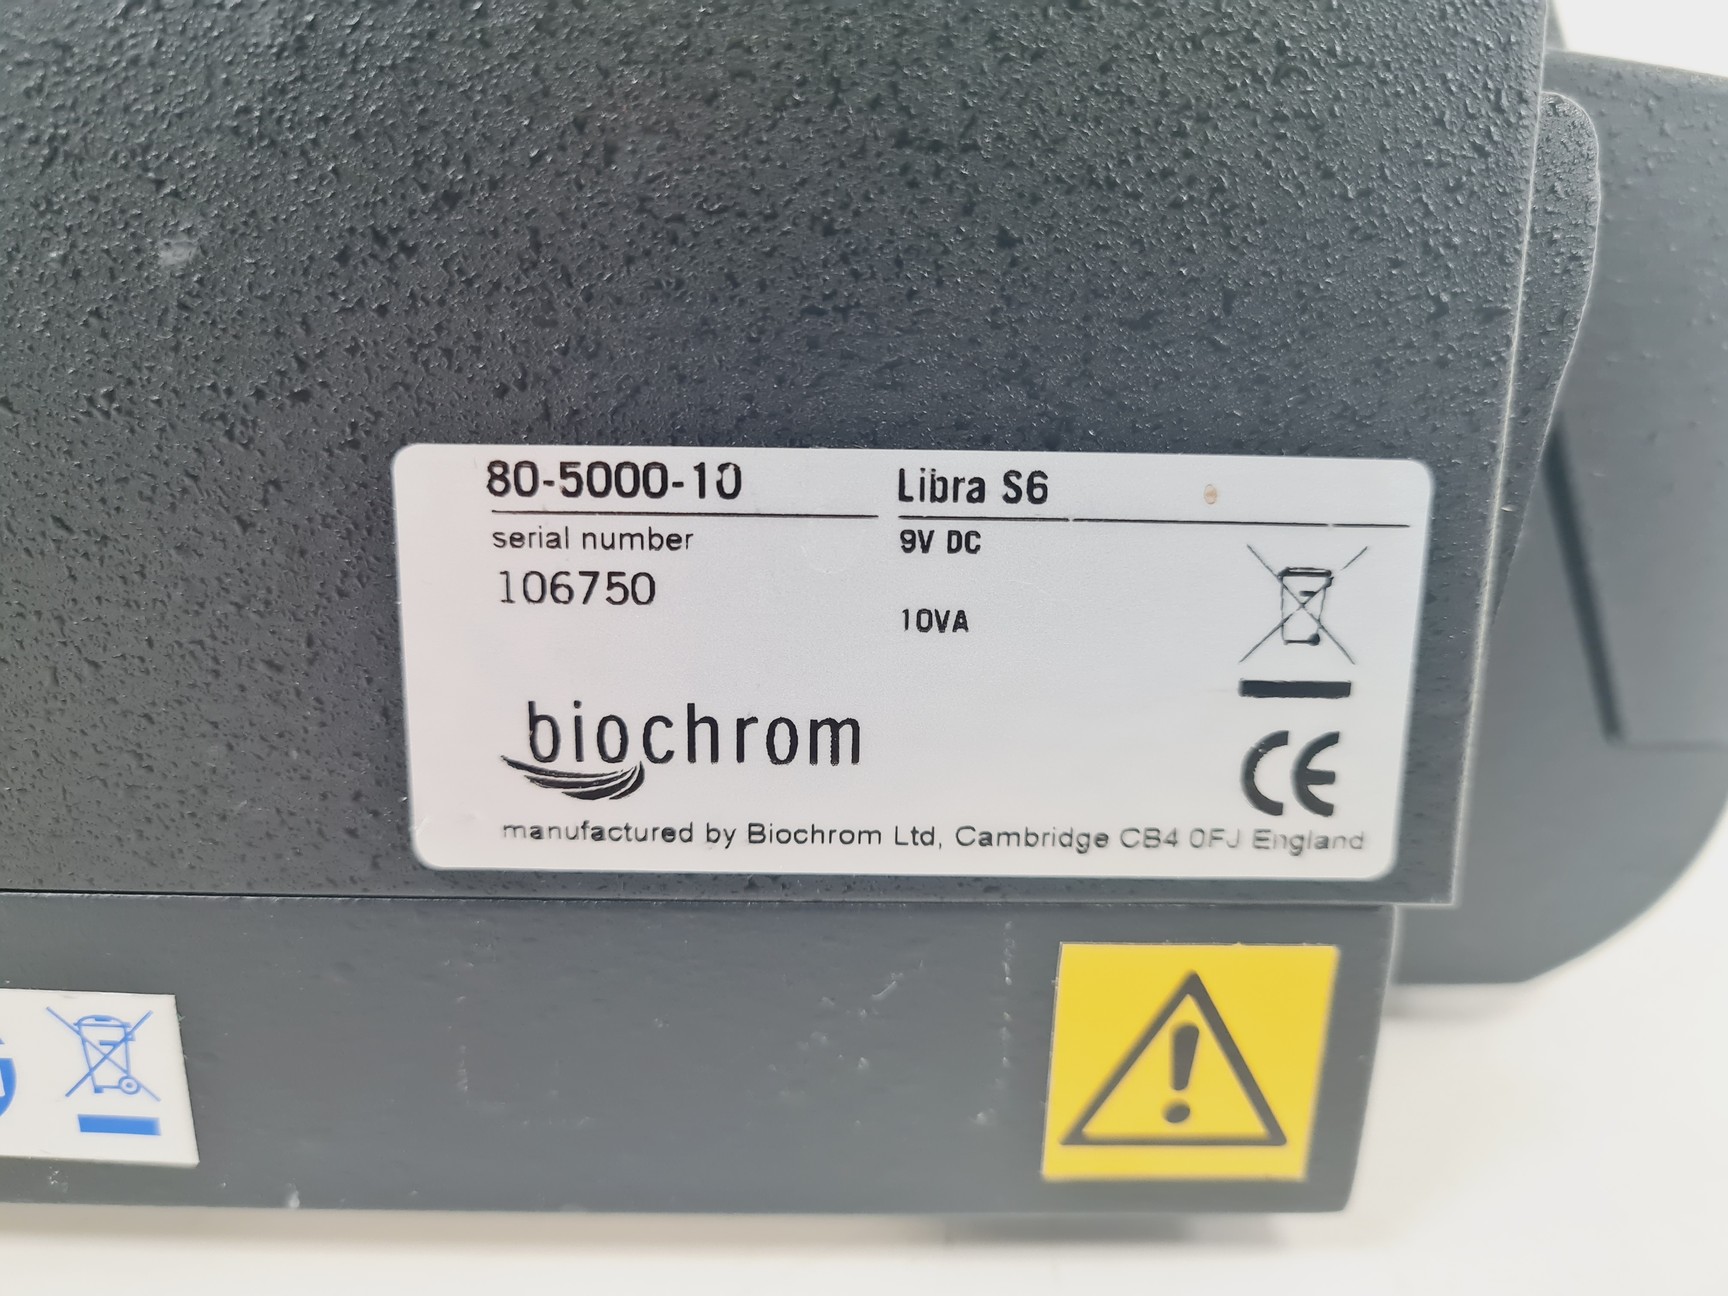 80-5000-10
Libra S6
serial number
9V DC
106750
10VA
biochrom
CE
manufactured by Biochrom Ltd, Cambridge CB4 0FJ England